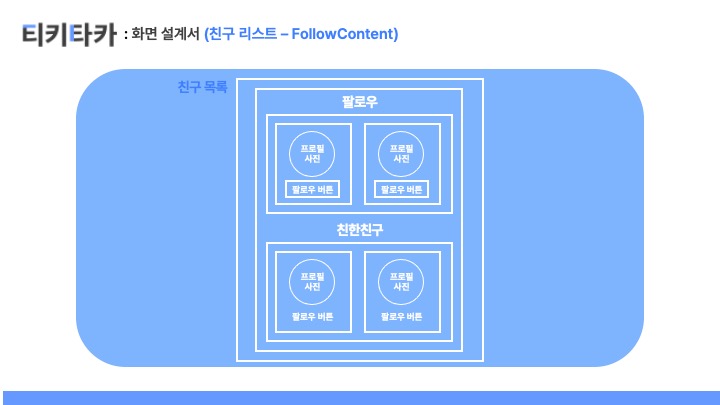 티키타카 : 화면 설계서 (친구 리스트 – FollowContent)
친구 목록
팔로우
프로필
사진
팔로우 버튼
프로필
사진
팔로우 버튼
친한친구
프로필
사진
팔로우 버튼
프로필
사진
팔로우 버튼